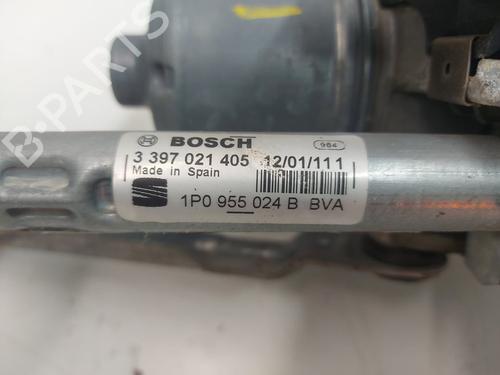 B-PARTS
BOSCH 984
3 397 021 405 12/01/111
Made in Spain
1P0 955 024 B BVA